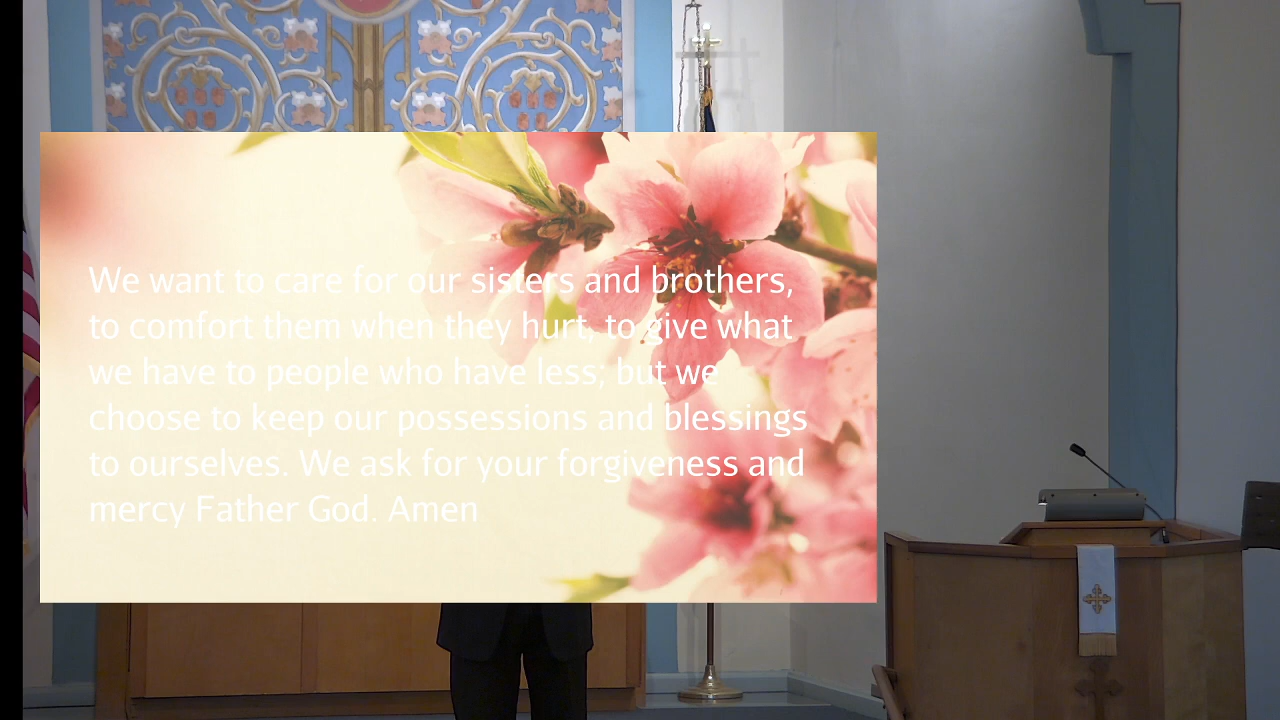 We want to care for our sisters and brothers,
to comfort them when they hurt, to give what
we have to people who have less; but we
choose to keep our possessions and blessings
to ourselves. We ask for your forgiveness and
mercy Father God. Amen